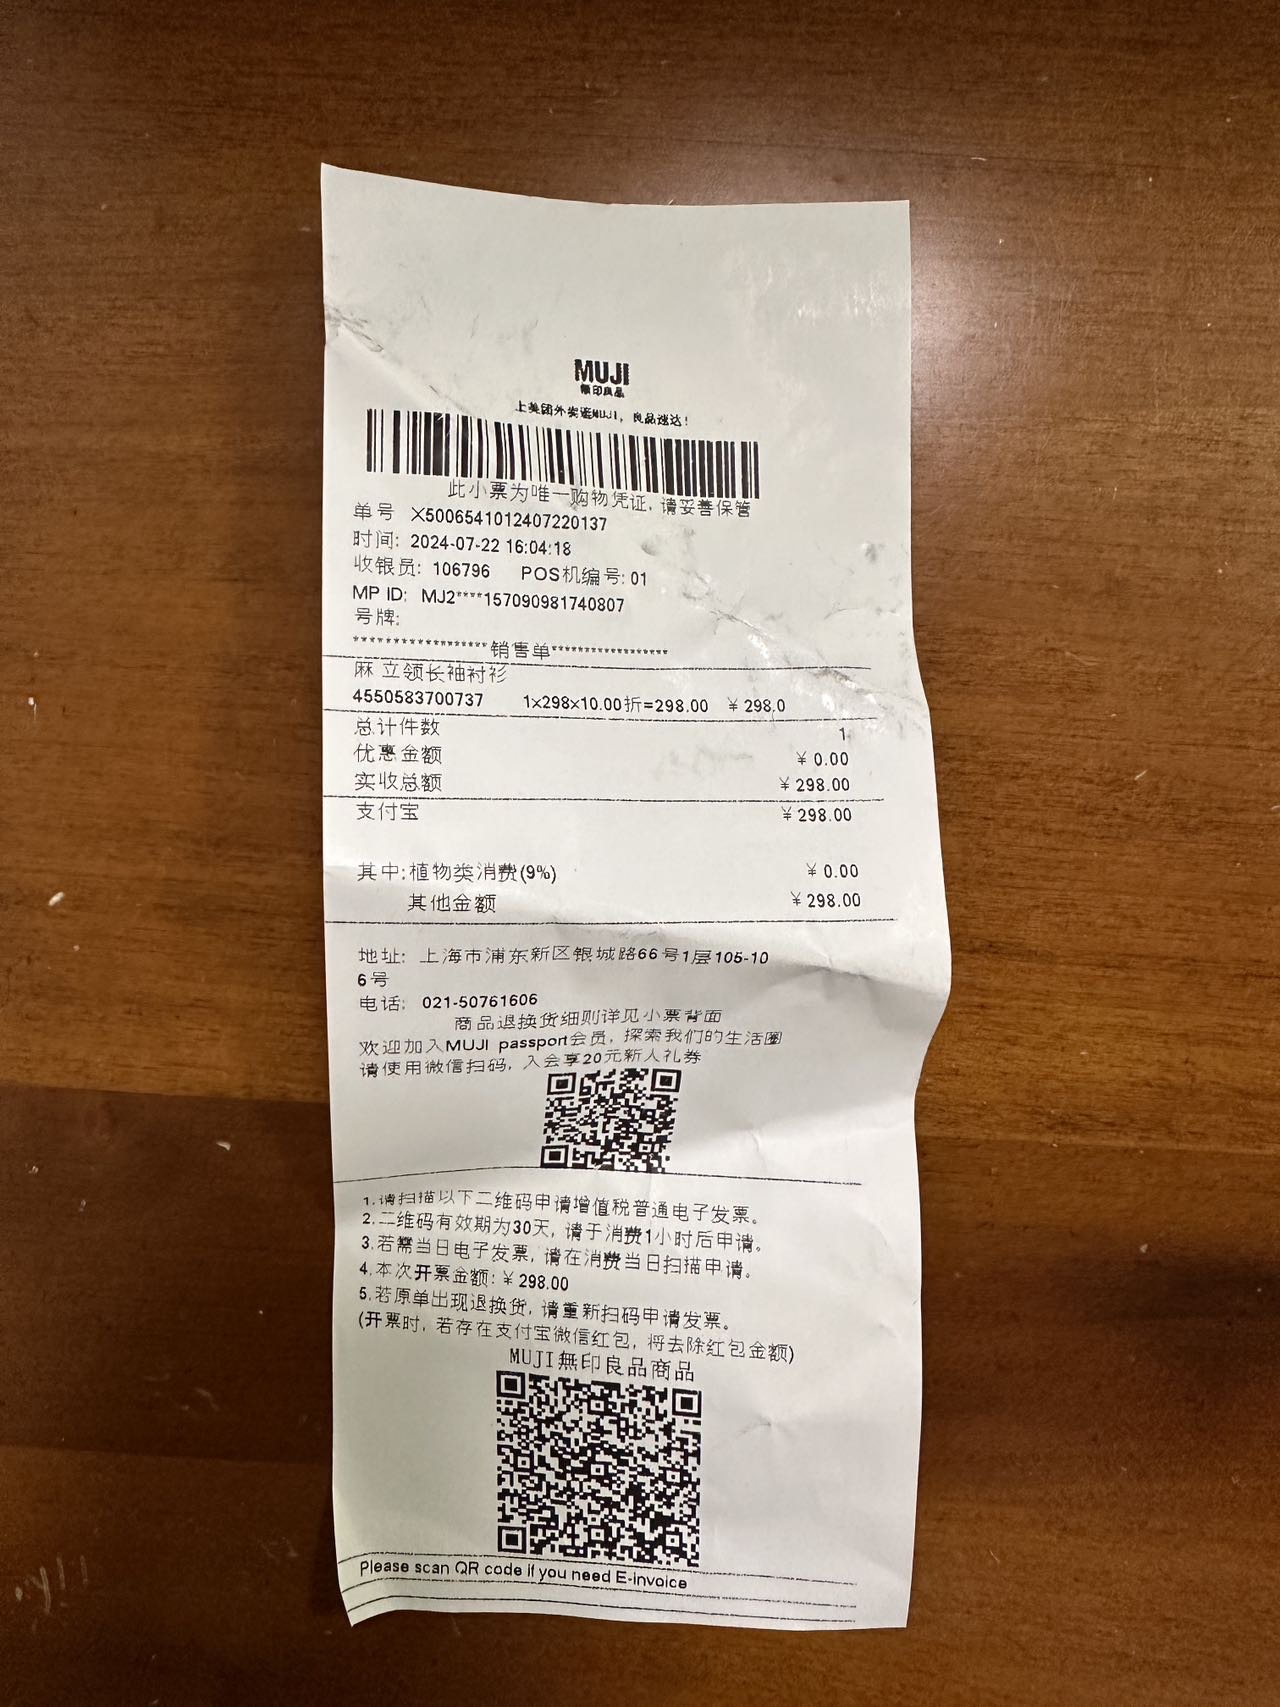 MUJI
無印良品
上美团外卖逛MUJI，良品速达！
此小票为唯一购物凭证，请妥善保管
单号 X5006541012407220137
时间: 2024-07-22 16:04:18
收银员: 106796 POS机编号: 01
MP ID: MJ2****157090981740807
号牌:
******************销售单******************
麻 立领长袖衬衫
4550583700737 1x298x10.00折=298.00 ¥ 298.0
总计件数 1
优惠金额 ¥ 0.00
实收总额 ¥ 298.00
支付宝 ¥ 298.00
其中:植物类消费(9%) ¥ 0.00
其他金额 ¥ 298.00
地址: 上海市浦东新区银城路66号1层105-10
6号
电话: 021-50761606
商品退换货细则详见小票背面
欢迎加入MUJI passport会员，探索我们的生活圈
请使用微信扫码，入会享20元新人礼券
1.请扫描以下二维码申请增值税普通电子发票。
2.二维码有效期为30天，请于消费1小时后申请。
3.若需当日电子发票，请在消费当日扫描申请。
4.本次开票金额: ¥ 298.00
5.若原单出现退换货，请重新扫码申请发票。
(开票时，若存在支付宝微信红包，将去除红包金额)
MUJI無印良品商品
Please scan QR code if you need E-invoice